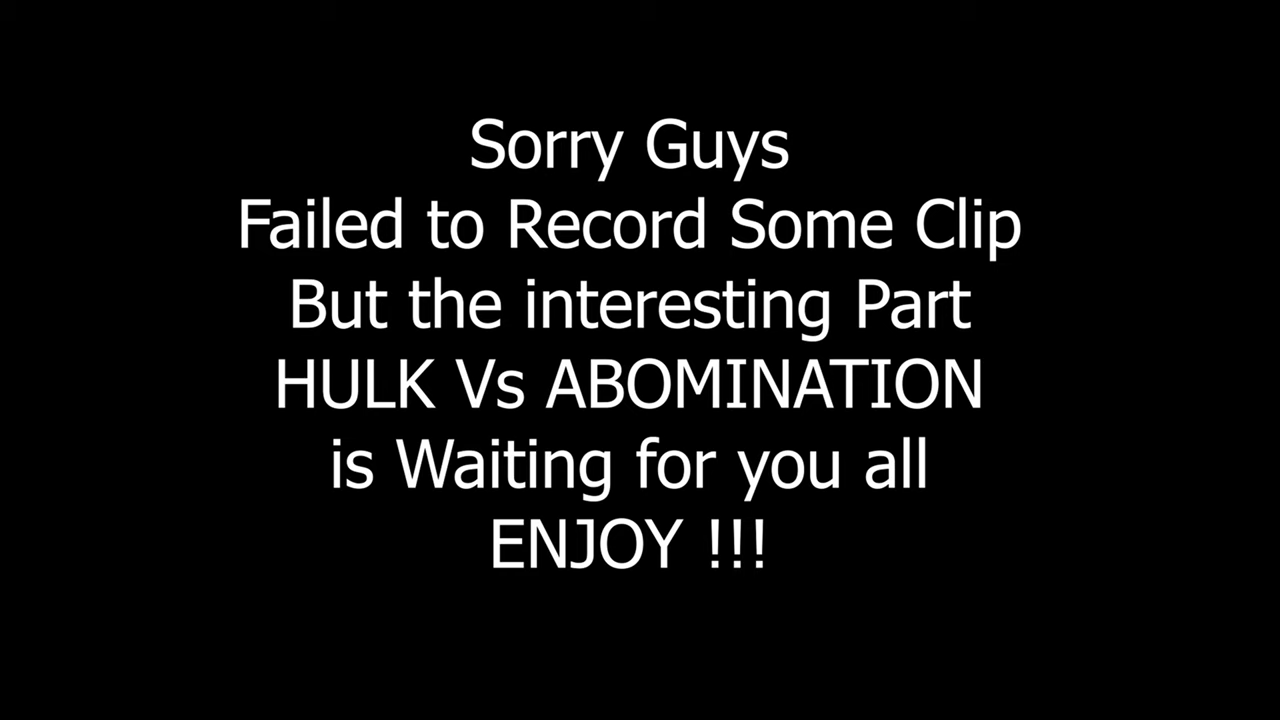 Sorry Guys
Failed to Record Some Clip
But the interesting Part
HULK Vs ABOMINATION
is Waiting for you all
ENJOY !!!